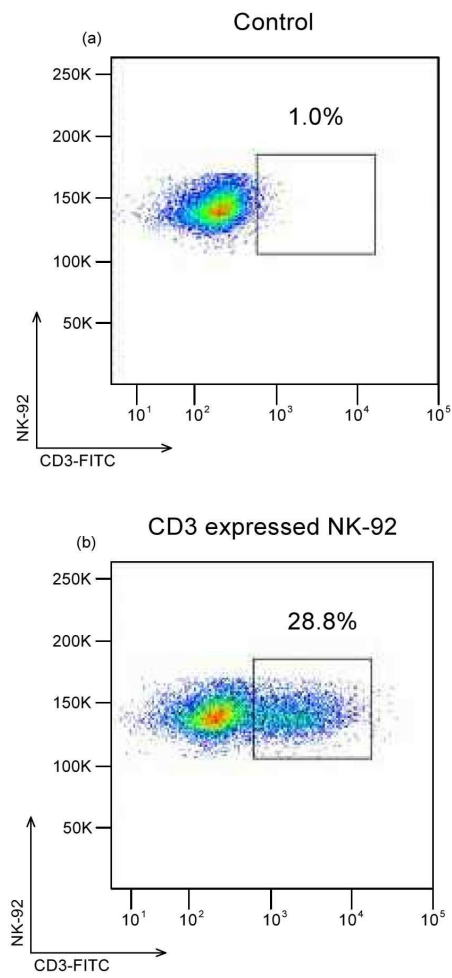 Control
(a)
250K
1.0%
200K
150K
100K
50K
NK-92
10¹ 10² 10³ 10⁴ 10⁵
CD3-FITC
CD3 expressed NK-92
(b)
250K
28.8%
200K
150K
100K
50K
NK-92
10¹ 10² 10³ 10⁴ 10⁵
CD3-FITC